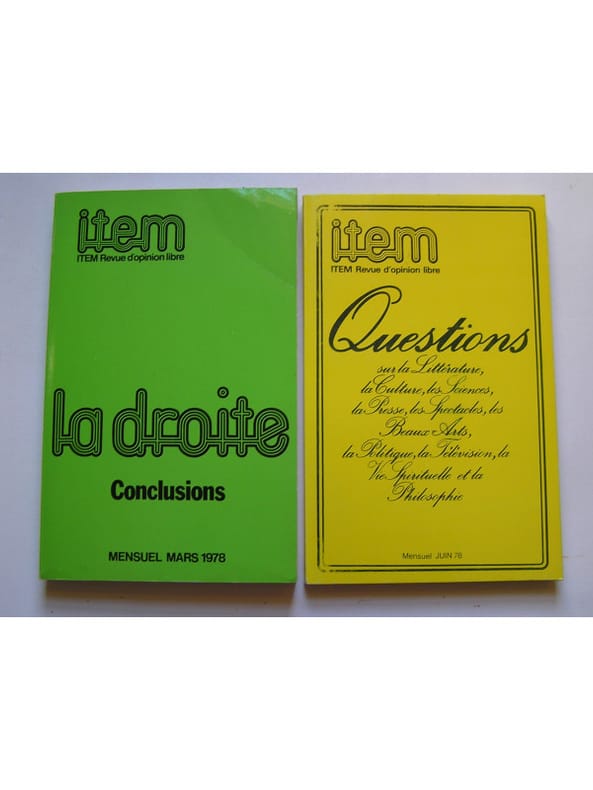 item
ITEM Revue d'opinion libre
la droite
Conclusions
MENSUEL MARS 1978
item
ITEM Revue d'opinion libre
Questions
sur la Littérature,
la Culture, les Sciences,
la Presse, les Spectacles, les
Beaux Arts,
la Politique, la Télévision, la
Vie Spirituelle et la
Philosophie
Mensuel JUIN 78